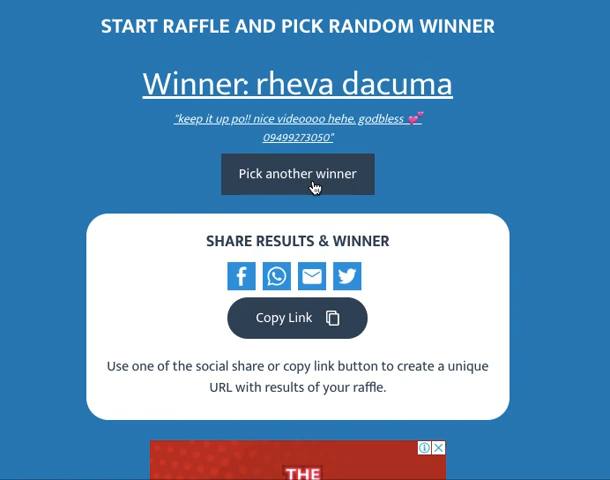 START RAFFLE AND PICK RANDOM WINNER
Winner: rheva dacuma
"keep it up po!! nice videoooo hehe. godbless 💕
09499273050"
Pick another winner
SHARE RESULTS & WINNER
Copy Link
Use one of the social share or copy link button to create a unique
URL with results of your raffle.
THE